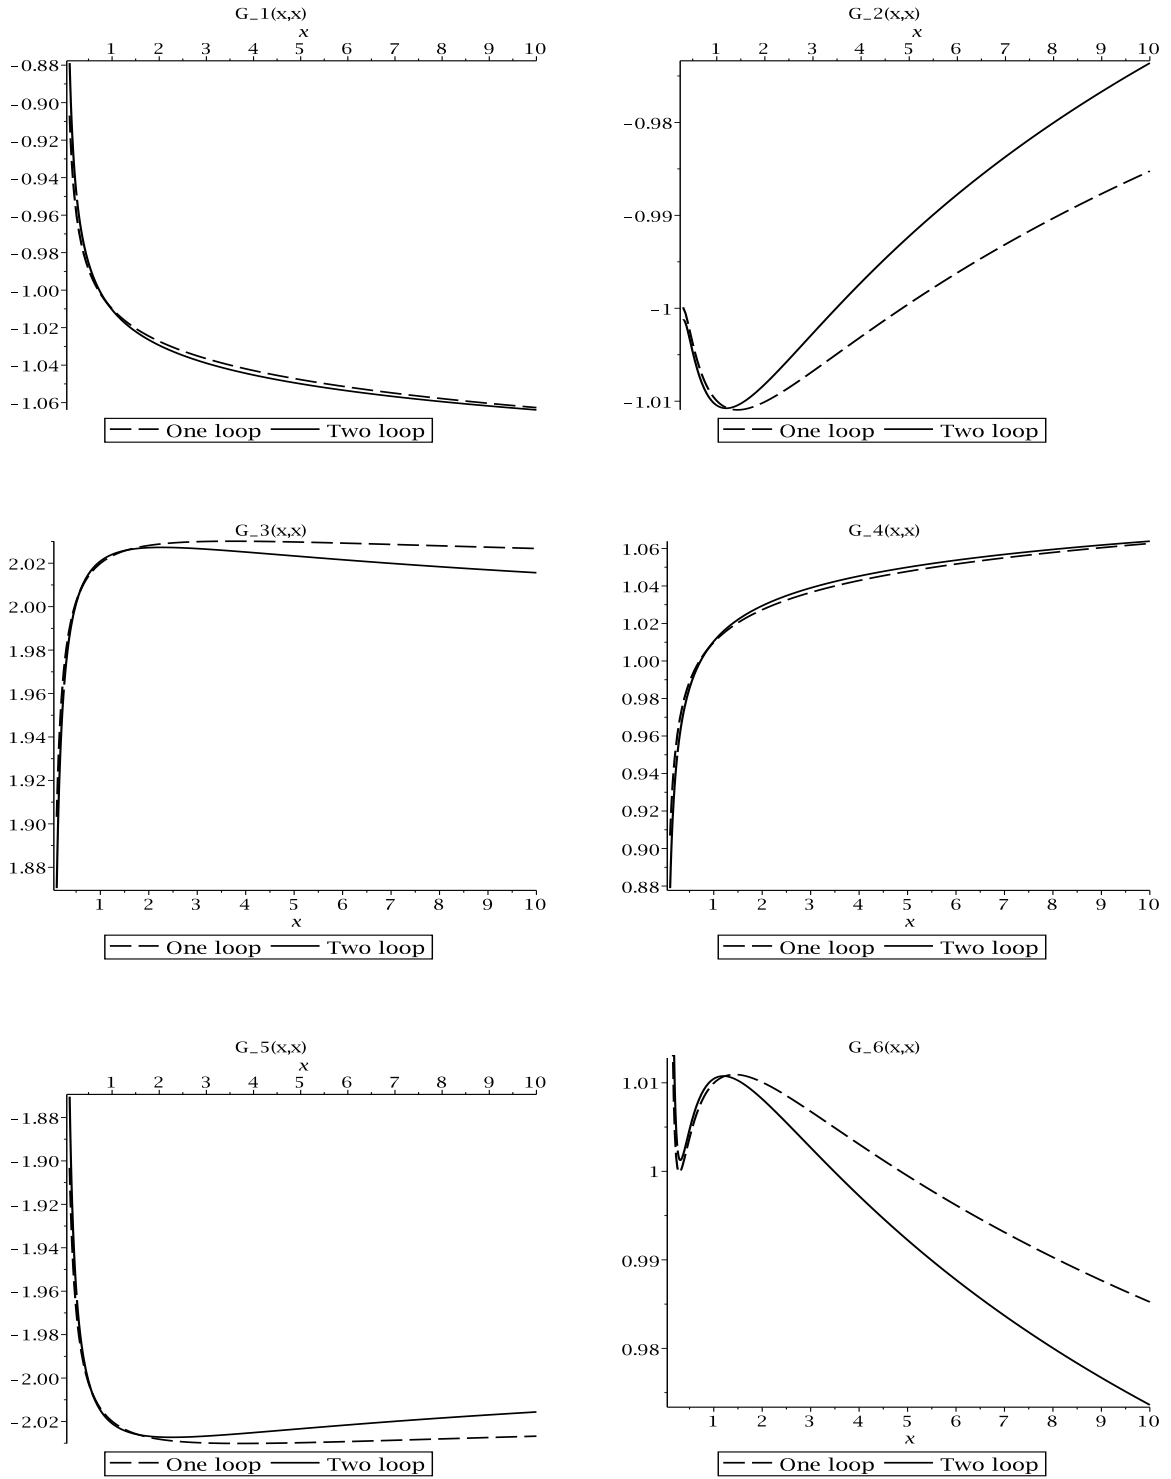 G_1(x,x)
x
1 2 3 4 5 6 7 8 9 10
−0.88
−0.90
−0.92
−0.94
−0.96
−0.98
−1.00
−1.02
−1.04
−1.06
One loop Two loop
G_2(x,x)
x
1 2 3 4 5 6 7 8 9 10
−0.98
−0.99
−1
−1.01
One loop Two loop
G_3(x,x)
2.02
2.00
1.98
1.96
1.94
1.92
1.90
1.88
1 2 3 4 5 6 7 8 9 10
x
One loop Two loop
G_4(x,x)
1.06
1.04
1.02
1.00
0.98
0.96
0.94
0.92
0.90
0.88
1 2 3 4 5 6 7 8 9 10
x
One loop Two loop
G_5(x,x)
x
1 2 3 4 5 6 7 8 9 10
−1.88
−1.90
−1.92
−1.94
−1.96
−1.98
−2.00
−2.02
One loop Two loop
G_6(x,x)
1.01
1
0.99
0.98
1 2 3 4 5 6 7 8 9 10
x
One loop Two loop